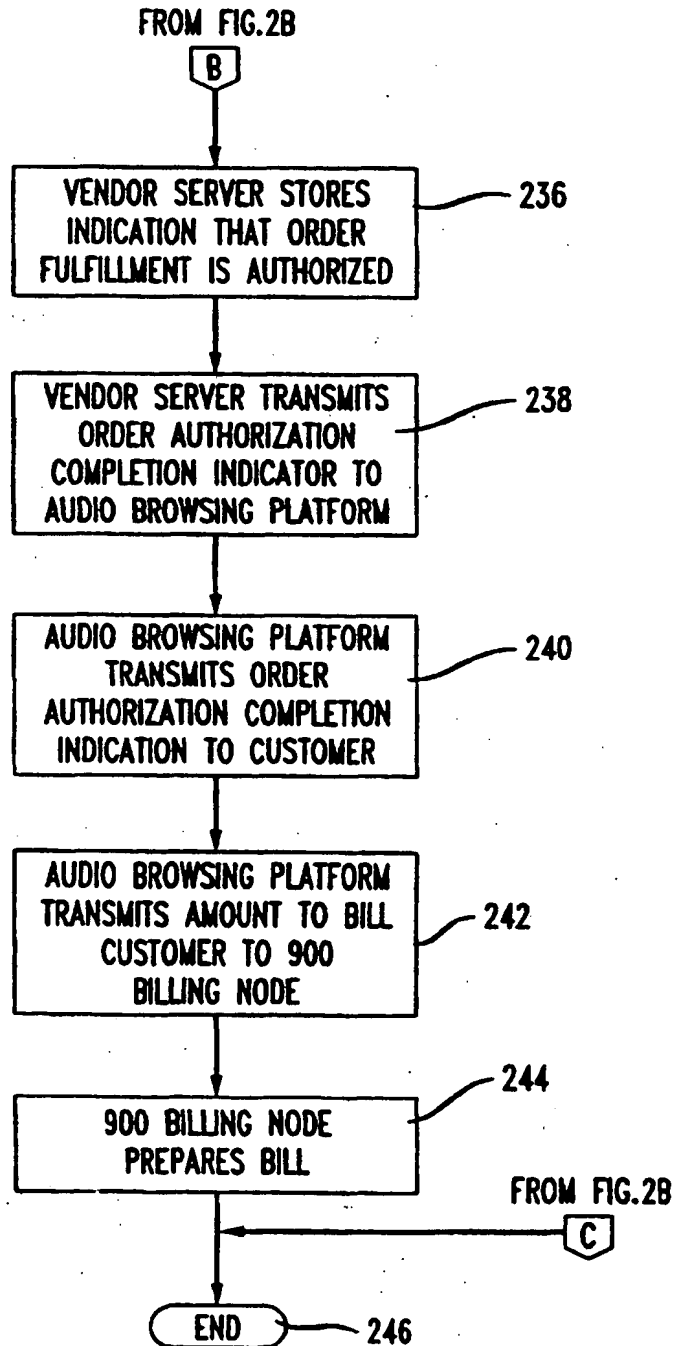 FROM FIG.2B
B
VENDOR SERVER STORES
INDICATION THAT ORDER
FULFILLMENT IS AUTHORIZED
236
VENDOR SERVER TRANSMITS
ORDER AUTHORIZATION
COMPLETION INDICATOR TO
AUDIO BROWSING PLATFORM
238
AUDIO BROWSING PLATFORM
TRANSMITS ORDER
AUTHORIZATION COMPLETION
INDICATION TO CUSTOMER
240
AUDIO BROWSING PLATFORM
TRANSMITS AMOUNT TO BILL
CUSTOMER TO 900
BILLING NODE
242
900 BILLING NODE
PREPARES BILL
244
FROM FIG.2B
C
END
246